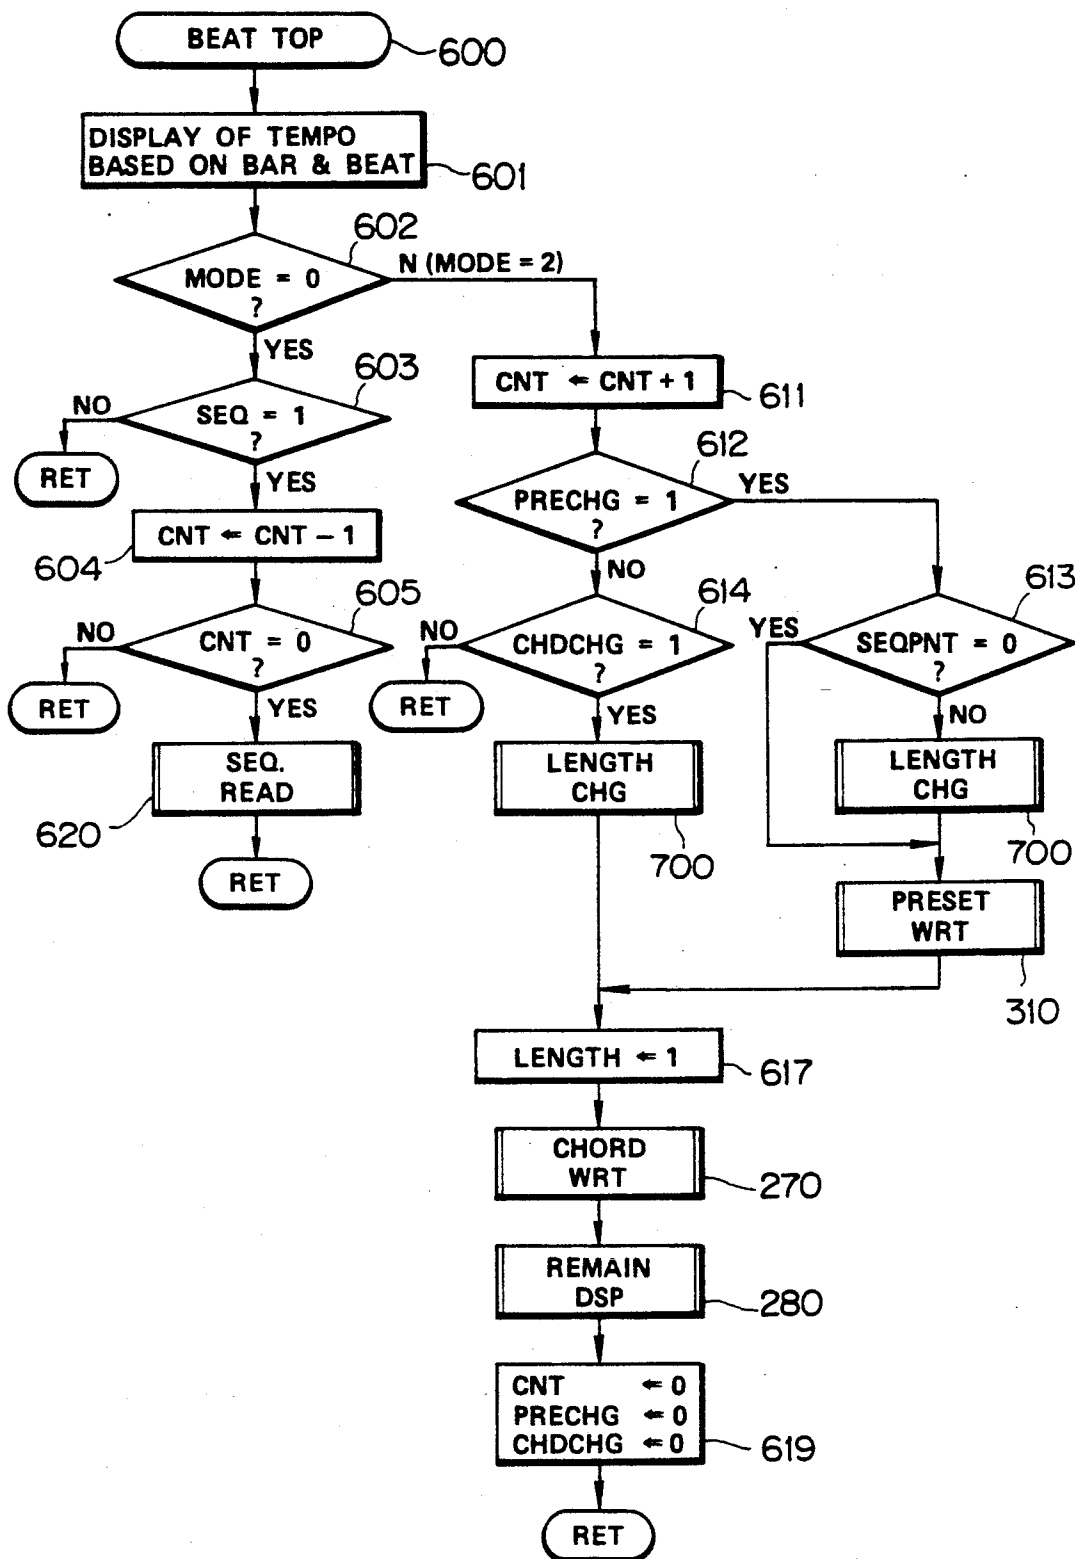 BEAT TOP
600
DISPLAY OF TEMPO
BASED ON BAR & BEAT
601
602
MODE = 0
?
N (MODE = 2)
YES
603
NO
SEQ = 1
?
RET
YES
CNT ⇐ CNT + 1
611
612
PRECHG = 1
?
YES
NO
CNT ⇐ CNT – 1
604
605
NO
CNT = 0
?
RET
YES
SEQ.
READ
620
RET
614
NO
CHDCHG = 1
?
RET
YES
LENGTH
CHG
700
613
YES
SEQPNT = 0
?
NO
LENGTH
CHG
700
PRESET
WRT
310
LENGTH ⇐ 1
617
CHORD
WRT
270
REMAIN
DSP
280
CNT ⇐ 0
PRECHG ⇐ 0
CHDCHG ⇐ 0
619
RET